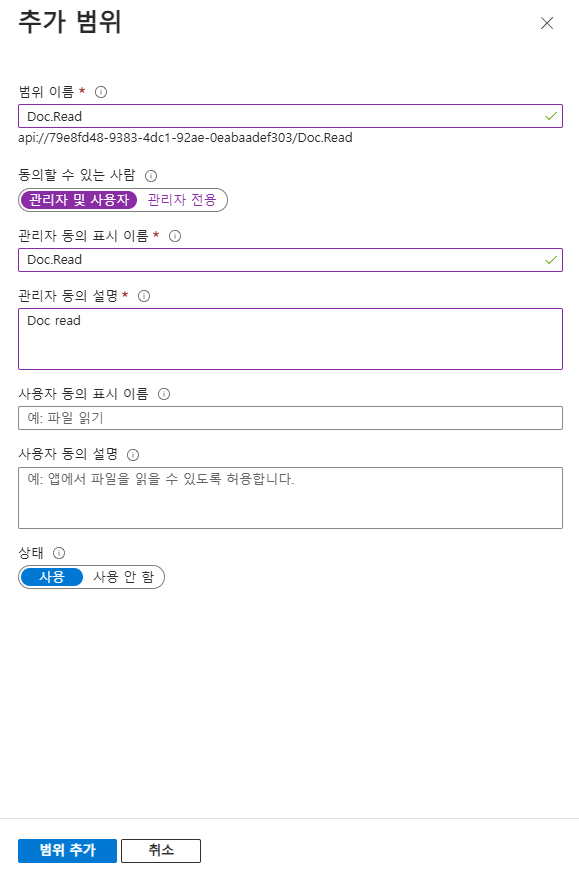 추가 범위
범위 이름 *
Doc.Read
api://79e8fd48-9383-4dc1-92ae-0eabaadef303/Doc.Read
동의할 수 있는 사람
관리자 및 사용자 관리자 전용
관리자 동의 표시 이름 *
Doc.Read
관리자 동의 설명 *
Doc read
사용자 동의 표시 이름
예: 파일 읽기
사용자 동의 설명
예: 앱에서 파일을 읽을 수 있도록 허용합니다.
상태
사용 사용 안 함
범위 추가 취소